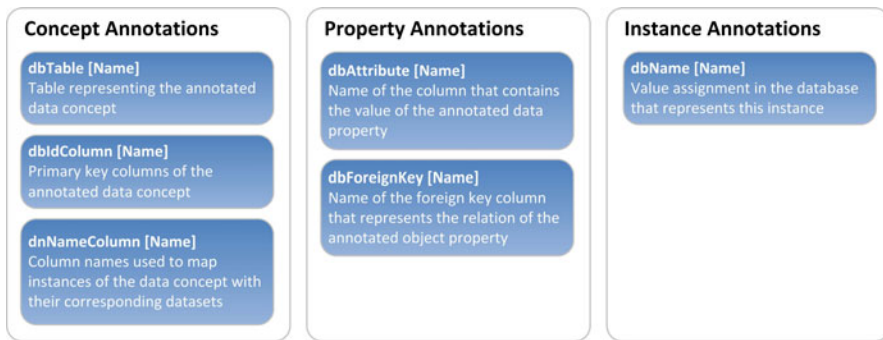 Concept Annotations
dbTable [Name]
Table representing the annotated
data concept
dbIdColumn [Name]
Primary key columns of the
annotated data concept
dnNameColumn [Name]
Column names used to map
instances of the data concept with
their corresponding datasets
Property Annotations
dbAttribute [Name]
Name of the column that contains
the value of the annotated data
property
dbForeignKey [Name]
Name of the foreign key column
that represents the relation of the
annotated object property
Instance Annotations
dbName [Name]
Value assignment in the database
that represents this instance